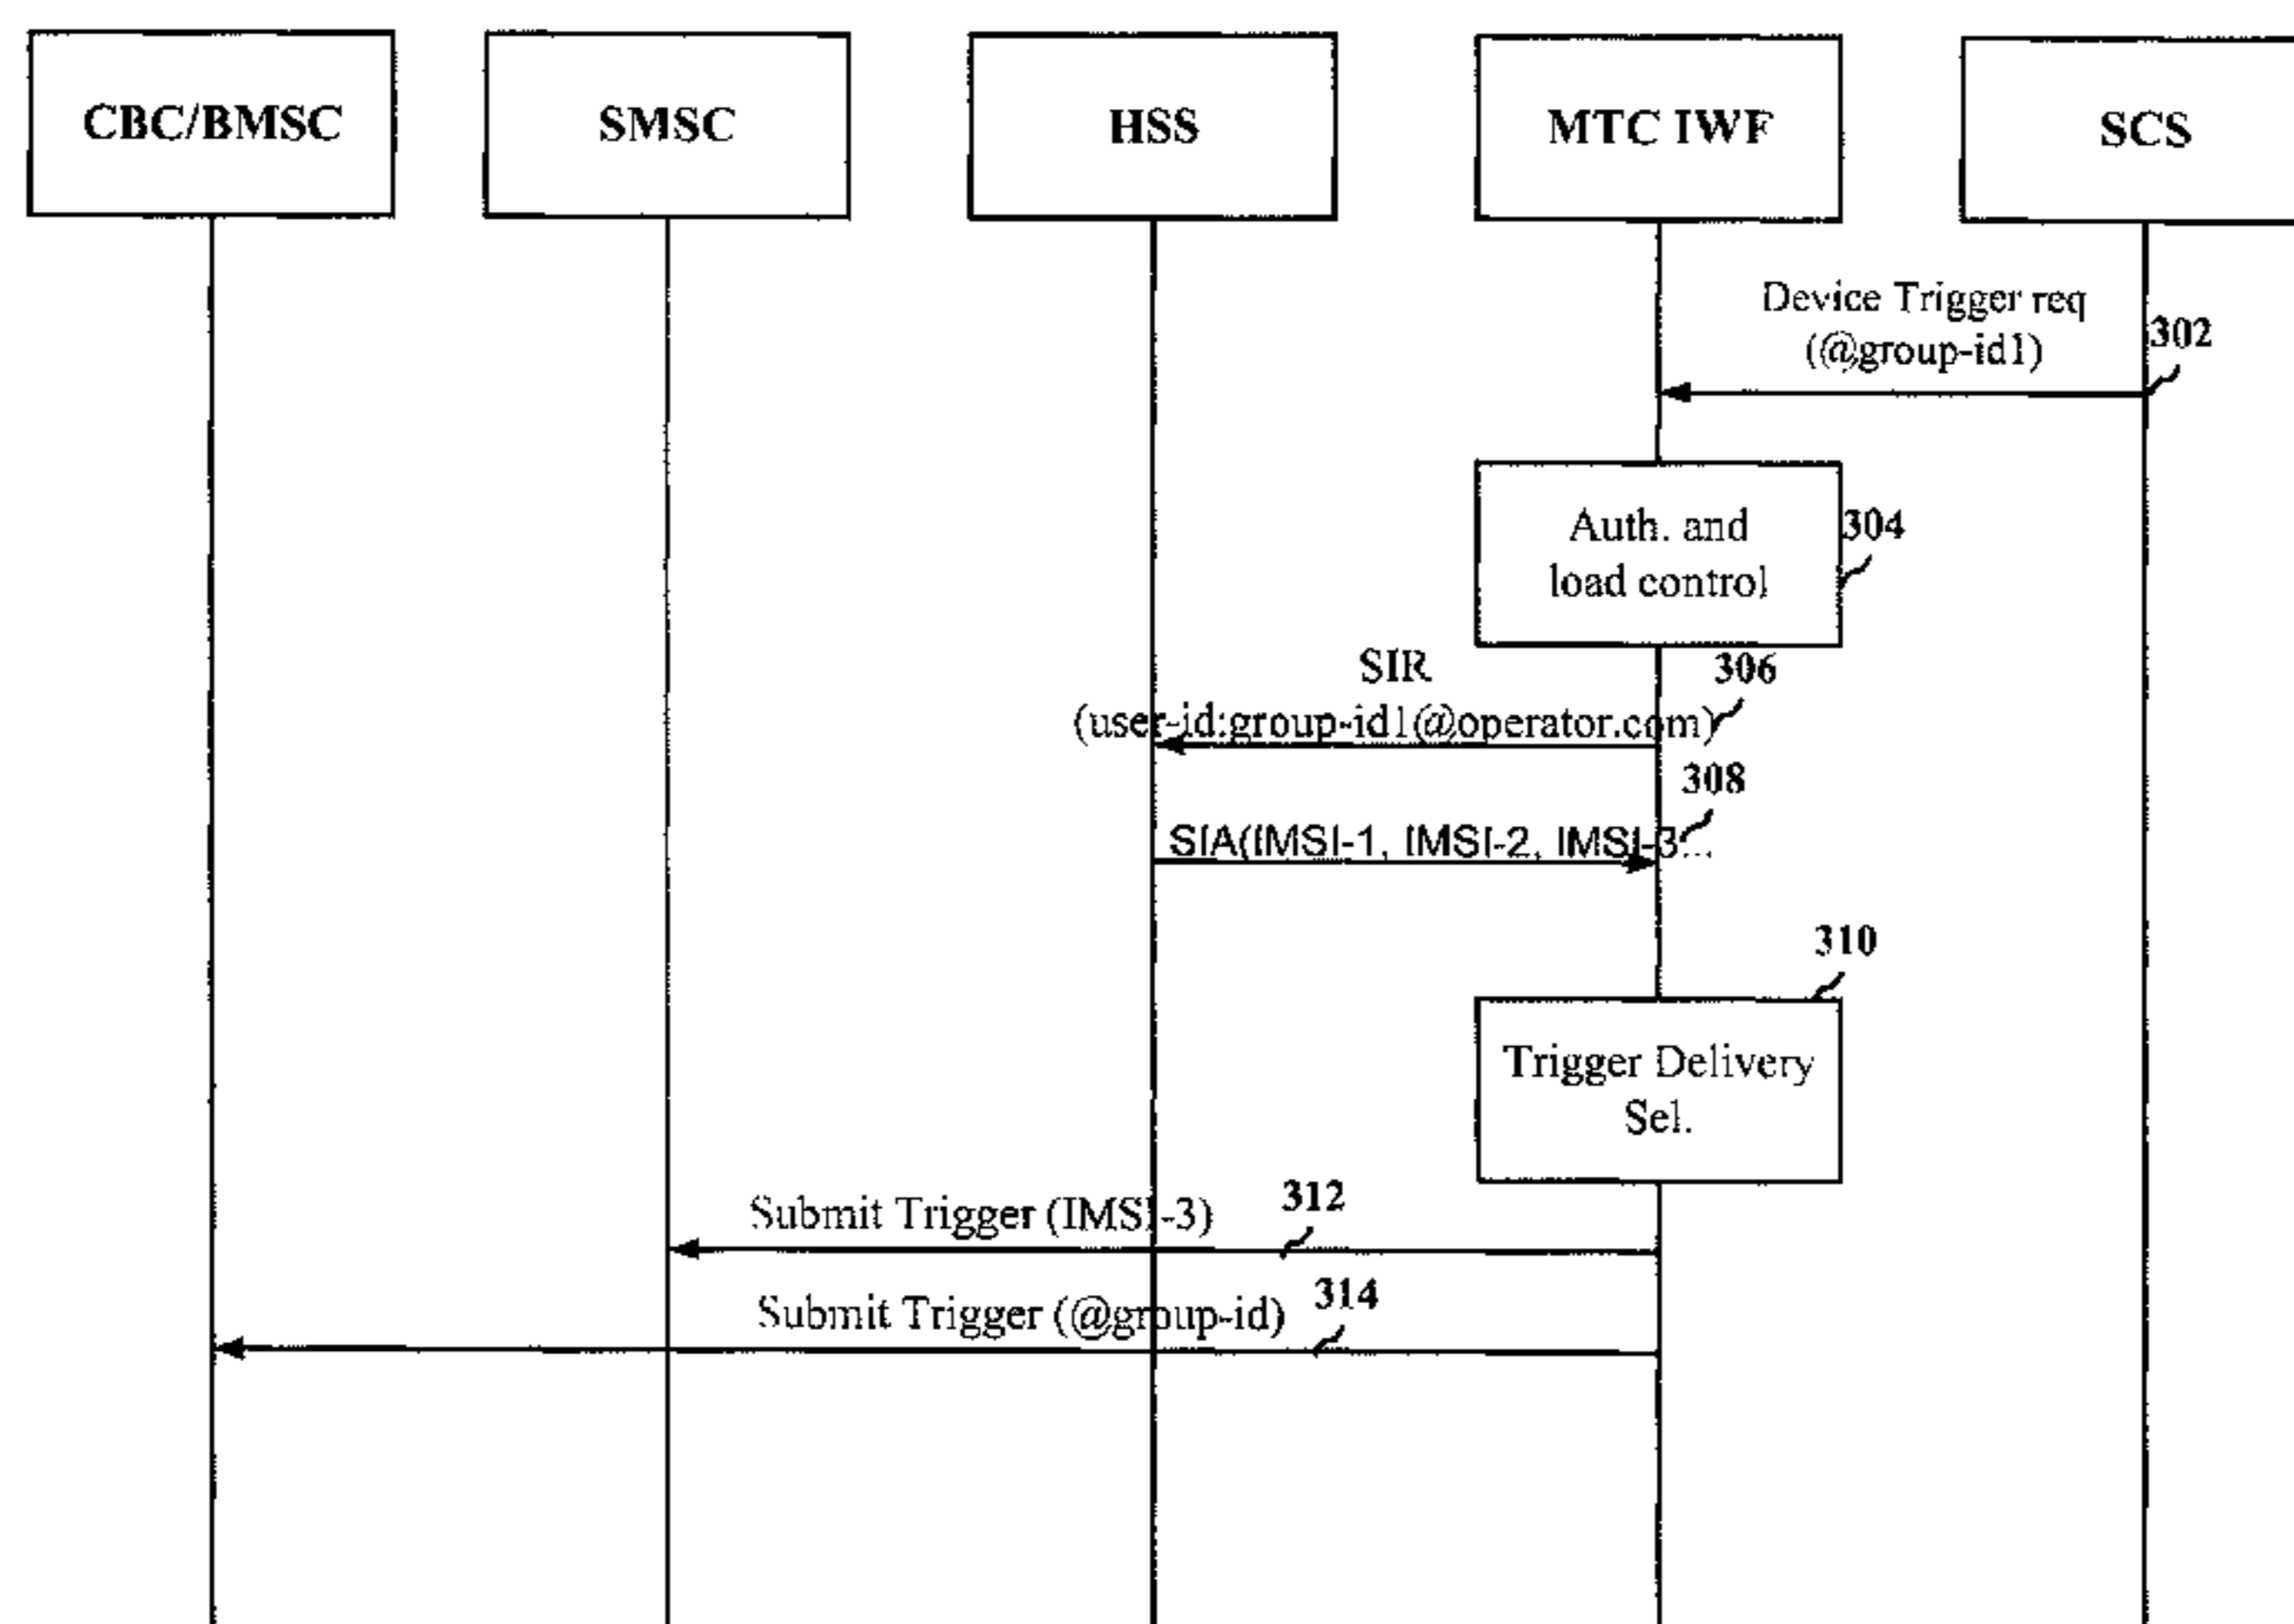 CBC/BMSC
SMSC
HSS
MTC IWF
SCS
Device Trigger req
(@group-id1)
302
Auth. and
load control
304
SIR
306
(user-id:group-id1@operator.com)
308
SIA(IMSI-1, IMSI-2, IMSI-3...
310
Trigger Delivery
Sel.
Submit Trigger (IMSI-3)
312
Submit Trigger (@group-id)
314